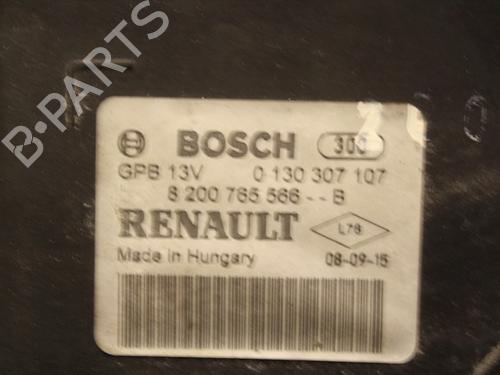 B-PARTS
BOSCH 300
GPB 13V 0 130 307 107
8 200 765 566 - - B
RENAULT L78
Made in Hungary 08-09-15